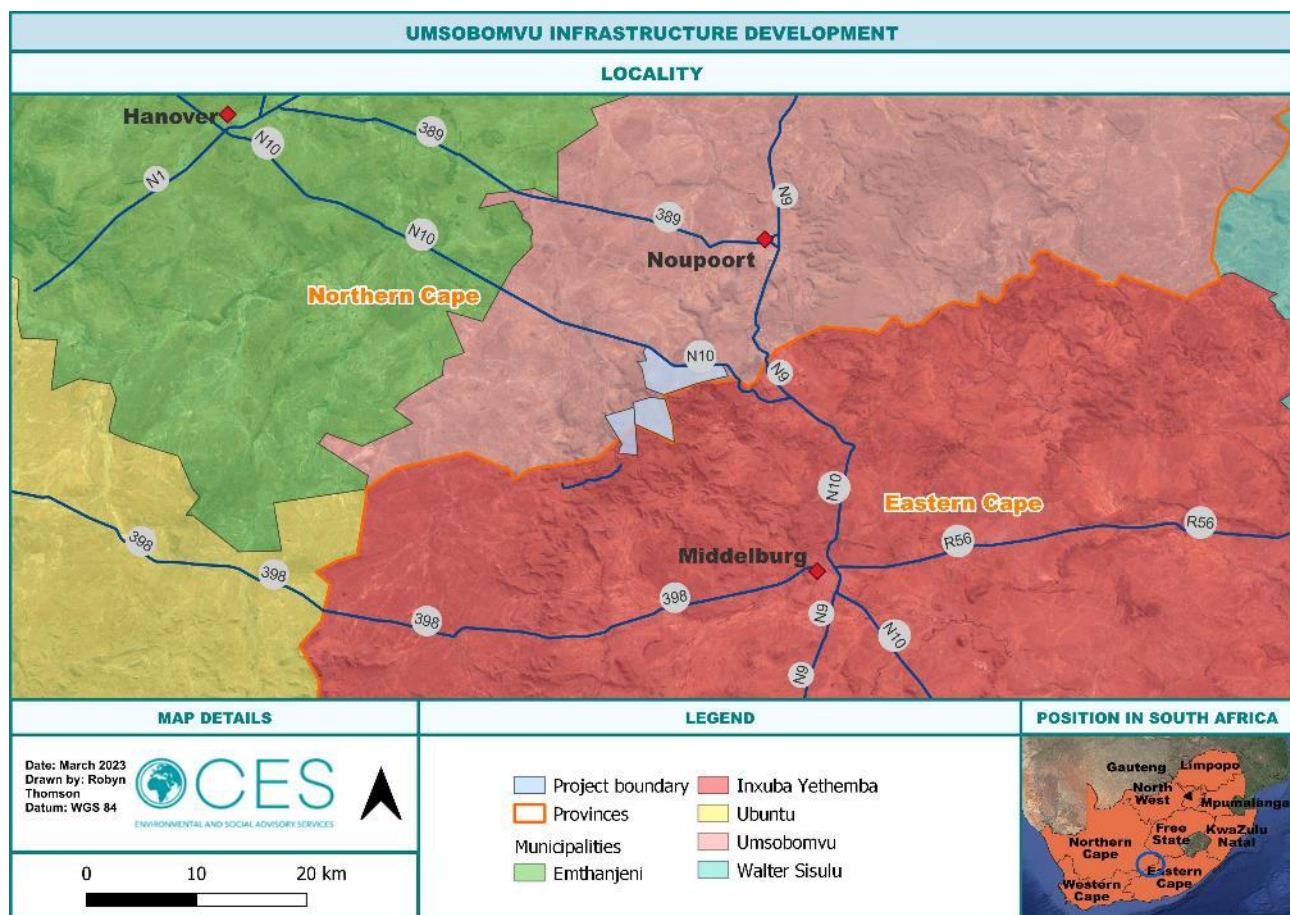 UMSOBOMVU INFRASTRUCTURE DEVELOPMENT
LOCALITY
Hanover
389
N10
N1
N9
389
N10
Noupoort
Northern Cape
N10
N9
N10
Eastern Cape
R56
R56
398
Middelburg
398
398
398
N9
N10
N9
MAP DETAILS
Date: March 2023
Drawn by: Robyn
Thomson
Datum: WGS 84
CES
ENVIRONMENTAL AND SOCIAL ADVISORY SERVICES
0 10 20 km
LEGEND
Project boundary
Provinces
Municipalities
Emthanjeni
Inxuba Yethemba
Ubuntu
Umsobomvu
Walter Sisulu
POSITION IN SOUTH AFRICA
Limpopo
Gauteng
North
West
Mpumalanga
Free
State
KwaZulu
Natal
Northern
Cape
Eastern
Cape
Western
Cape